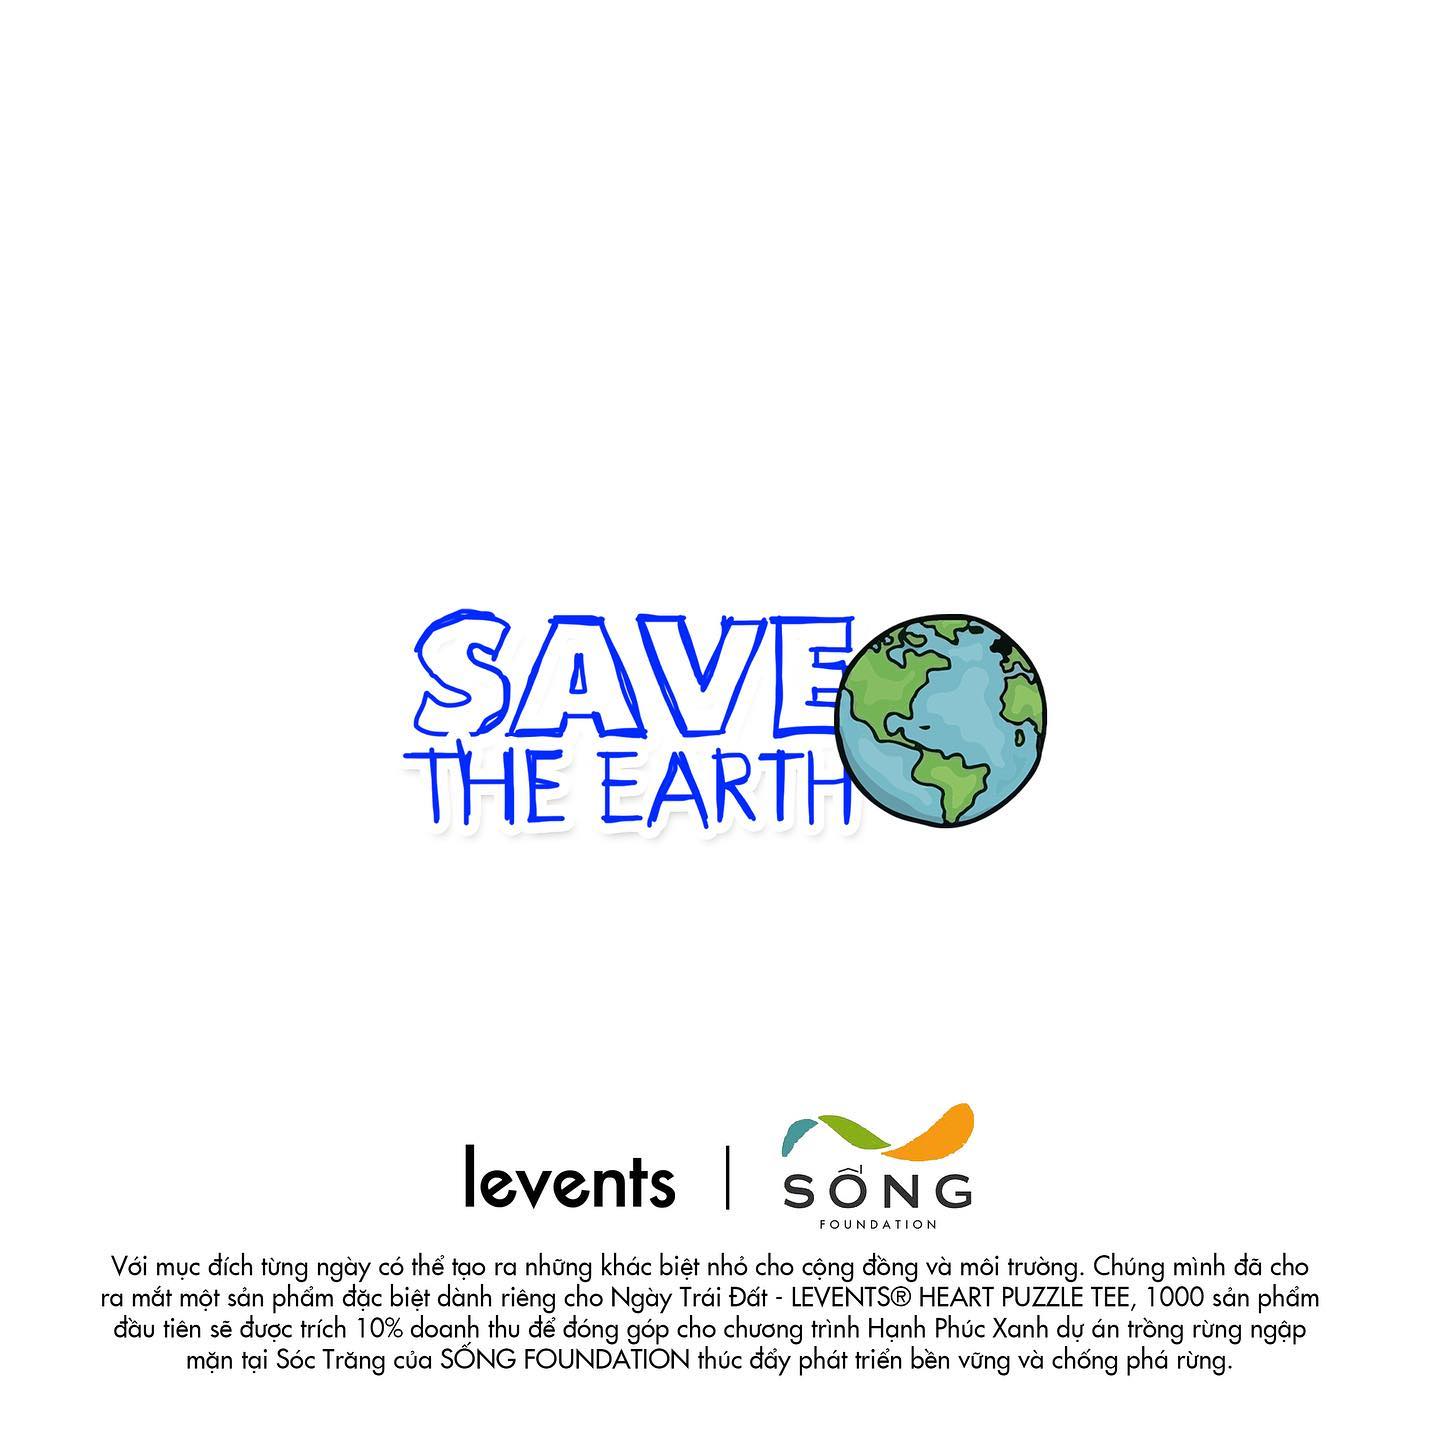 SAVE
THE EARTH
levents
SỐNG
FOUNDATION
Với mục đích từng ngày có thể tạo ra những khác biệt nhỏ cho cộng đồng và môi trường. Chúng mình đã cho
ra mắt một sản phẩm đặc biệt dành riêng cho Ngày Trái Đất - LEVENTS® HEART PUZZLE TEE, 1000 sản phẩm
đầu tiên sẽ được trích 10% doanh thu để đóng góp cho chương trình Hạnh Phúc Xanh dự án trồng rừng ngập
mặn tại Sóc Trăng của SỐNG FOUNDATION thúc đẩy phát triển bền vững và chống phá rừng.